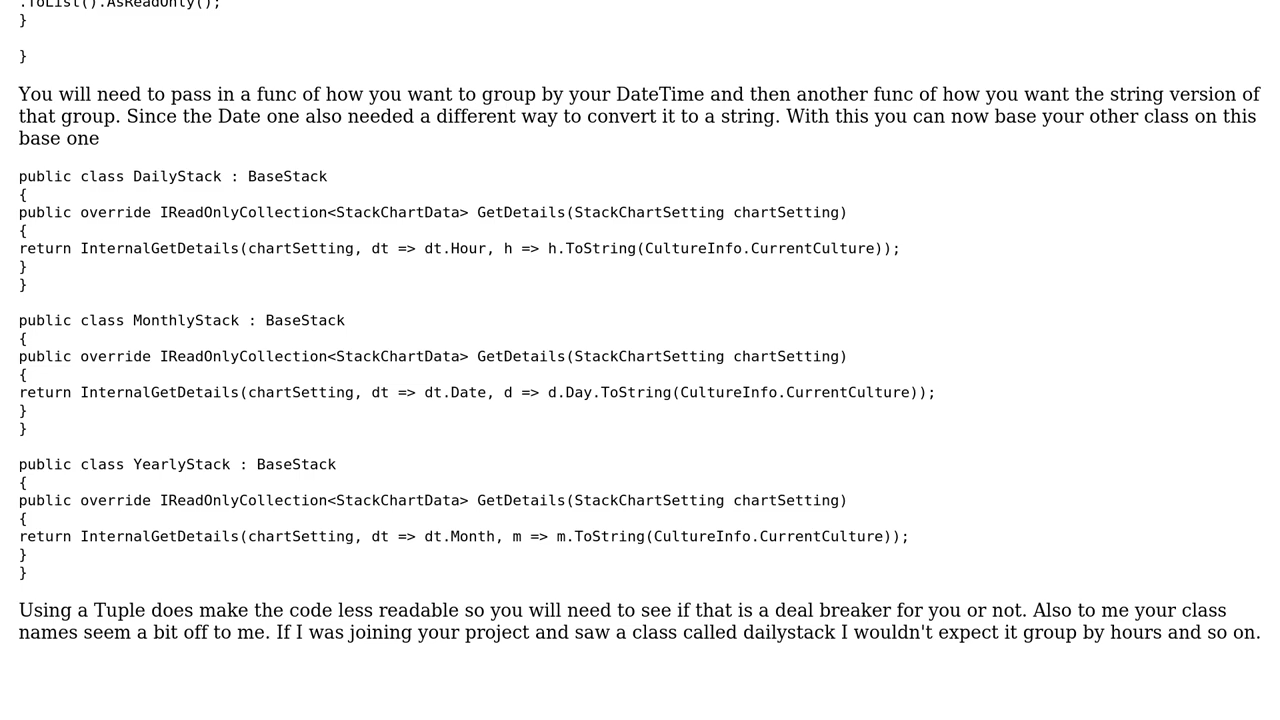 .ToList().AsReadOnly();
}
}
You will need to pass in a func of how you want to group by your DateTime and then another func of how you want the string version of
that group. Since the Date one also needed a different way to convert it to a string. With this you can now base your other class on this
base one
public class DailyStack : BaseStack
{
public override IReadOnlyCollection<StackChartData> GetDetails(StackChartSetting chartSetting)
{
return InternalGetDetails(chartSetting, dt => dt.Hour, h => h.ToString(CultureInfo.CurrentCulture));
}
}
public class MonthlyStack : BaseStack
{
public override IReadOnlyCollection<StackChartData> GetDetails(StackChartSetting chartSetting)
{
return InternalGetDetails(chartSetting, dt => dt.Date, d => d.Day.ToString(CultureInfo.CurrentCulture));
}
}
public class YearlyStack : BaseStack
{
public override IReadOnlyCollection<StackChartData> GetDetails(StackChartSetting chartSetting)
{
return InternalGetDetails(chartSetting, dt => dt.Month, m => m.ToString(CultureInfo.CurrentCulture));
}
}
Using a Tuple does make the code less readable so you will need to see if that is a deal breaker for you or not. Also to me your class
names seem a bit off to me. If I was joining your project and saw a class called dailystack I wouldn't expect it group by hours and so on.